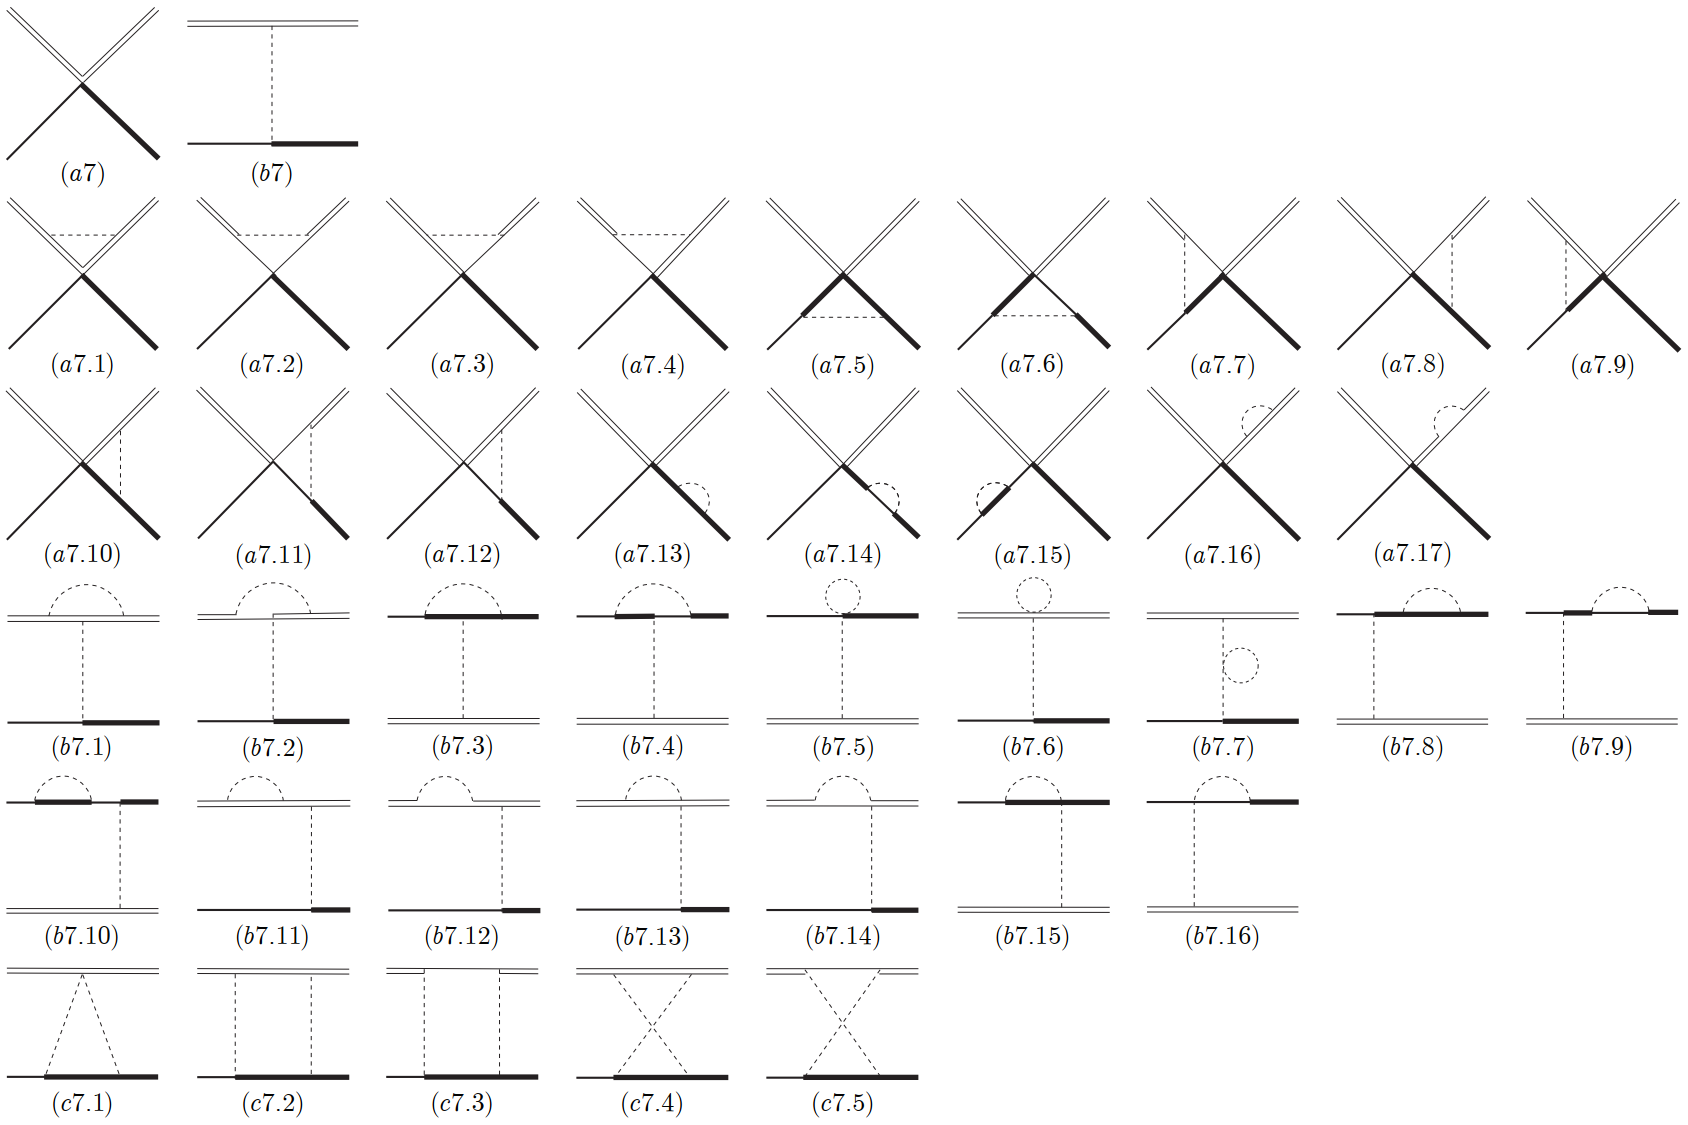 (a7) (b7)
(a7.1) (a7.2) (a7.3) (a7.4) (a7.5) (a7.6) (a7.7) (a7.8) (a7.9)
(a7.10) (a7.11) (a7.12) (a7.13) (a7.14) (a7.15) (a7.16) (a7.17)
(b7.1) (b7.2) (b7.3) (b7.4) (b7.5) (b7.6) (b7.7) (b7.8) (b7.9)
(b7.10) (b7.11) (b7.12) (b7.13) (b7.14) (b7.15) (b7.16)
(c7.1) (c7.2) (c7.3) (c7.4) (c7.5)